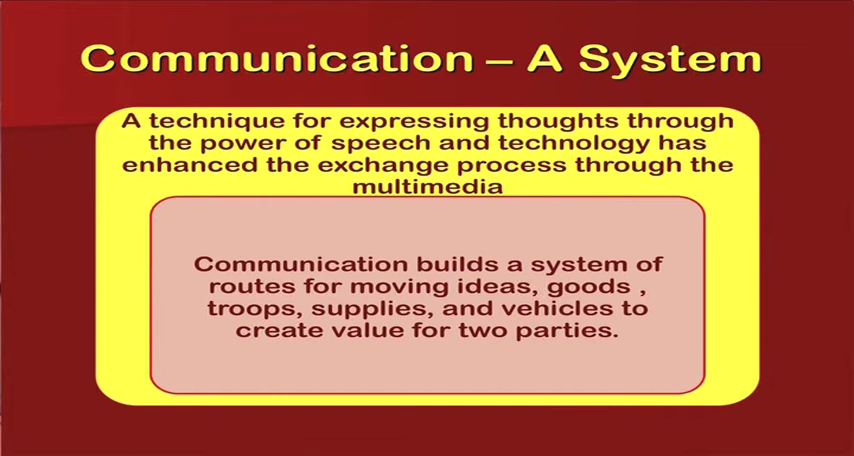 Communication – A System
A technique for expressing thoughts through
the power of speech and technology has
enhanced the exchange process through the
multimedia
Communication builds a system of
routes for moving ideas, goods ,
troops, supplies, and vehicles to
create value for two parties.